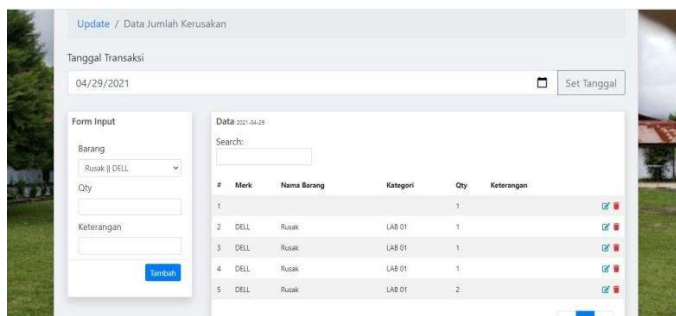 Update / Data Jumlah Kerusakan
Tanggal Transaksi
04/29/2021
Set Tanggal
Form Input
Barang
Rusak || DELL
Qty
Keterangan
Tambah
Data 2021-04-29
Search:
# Merk Nama Barang Kategori Qty Keterangan
1 1
2 DELL Rusak LAB 01 1
3 DELL Rusak LAB 01 1
4 DELL Rusak LAB 01 1
5 DELL Rusak LAB 01 2